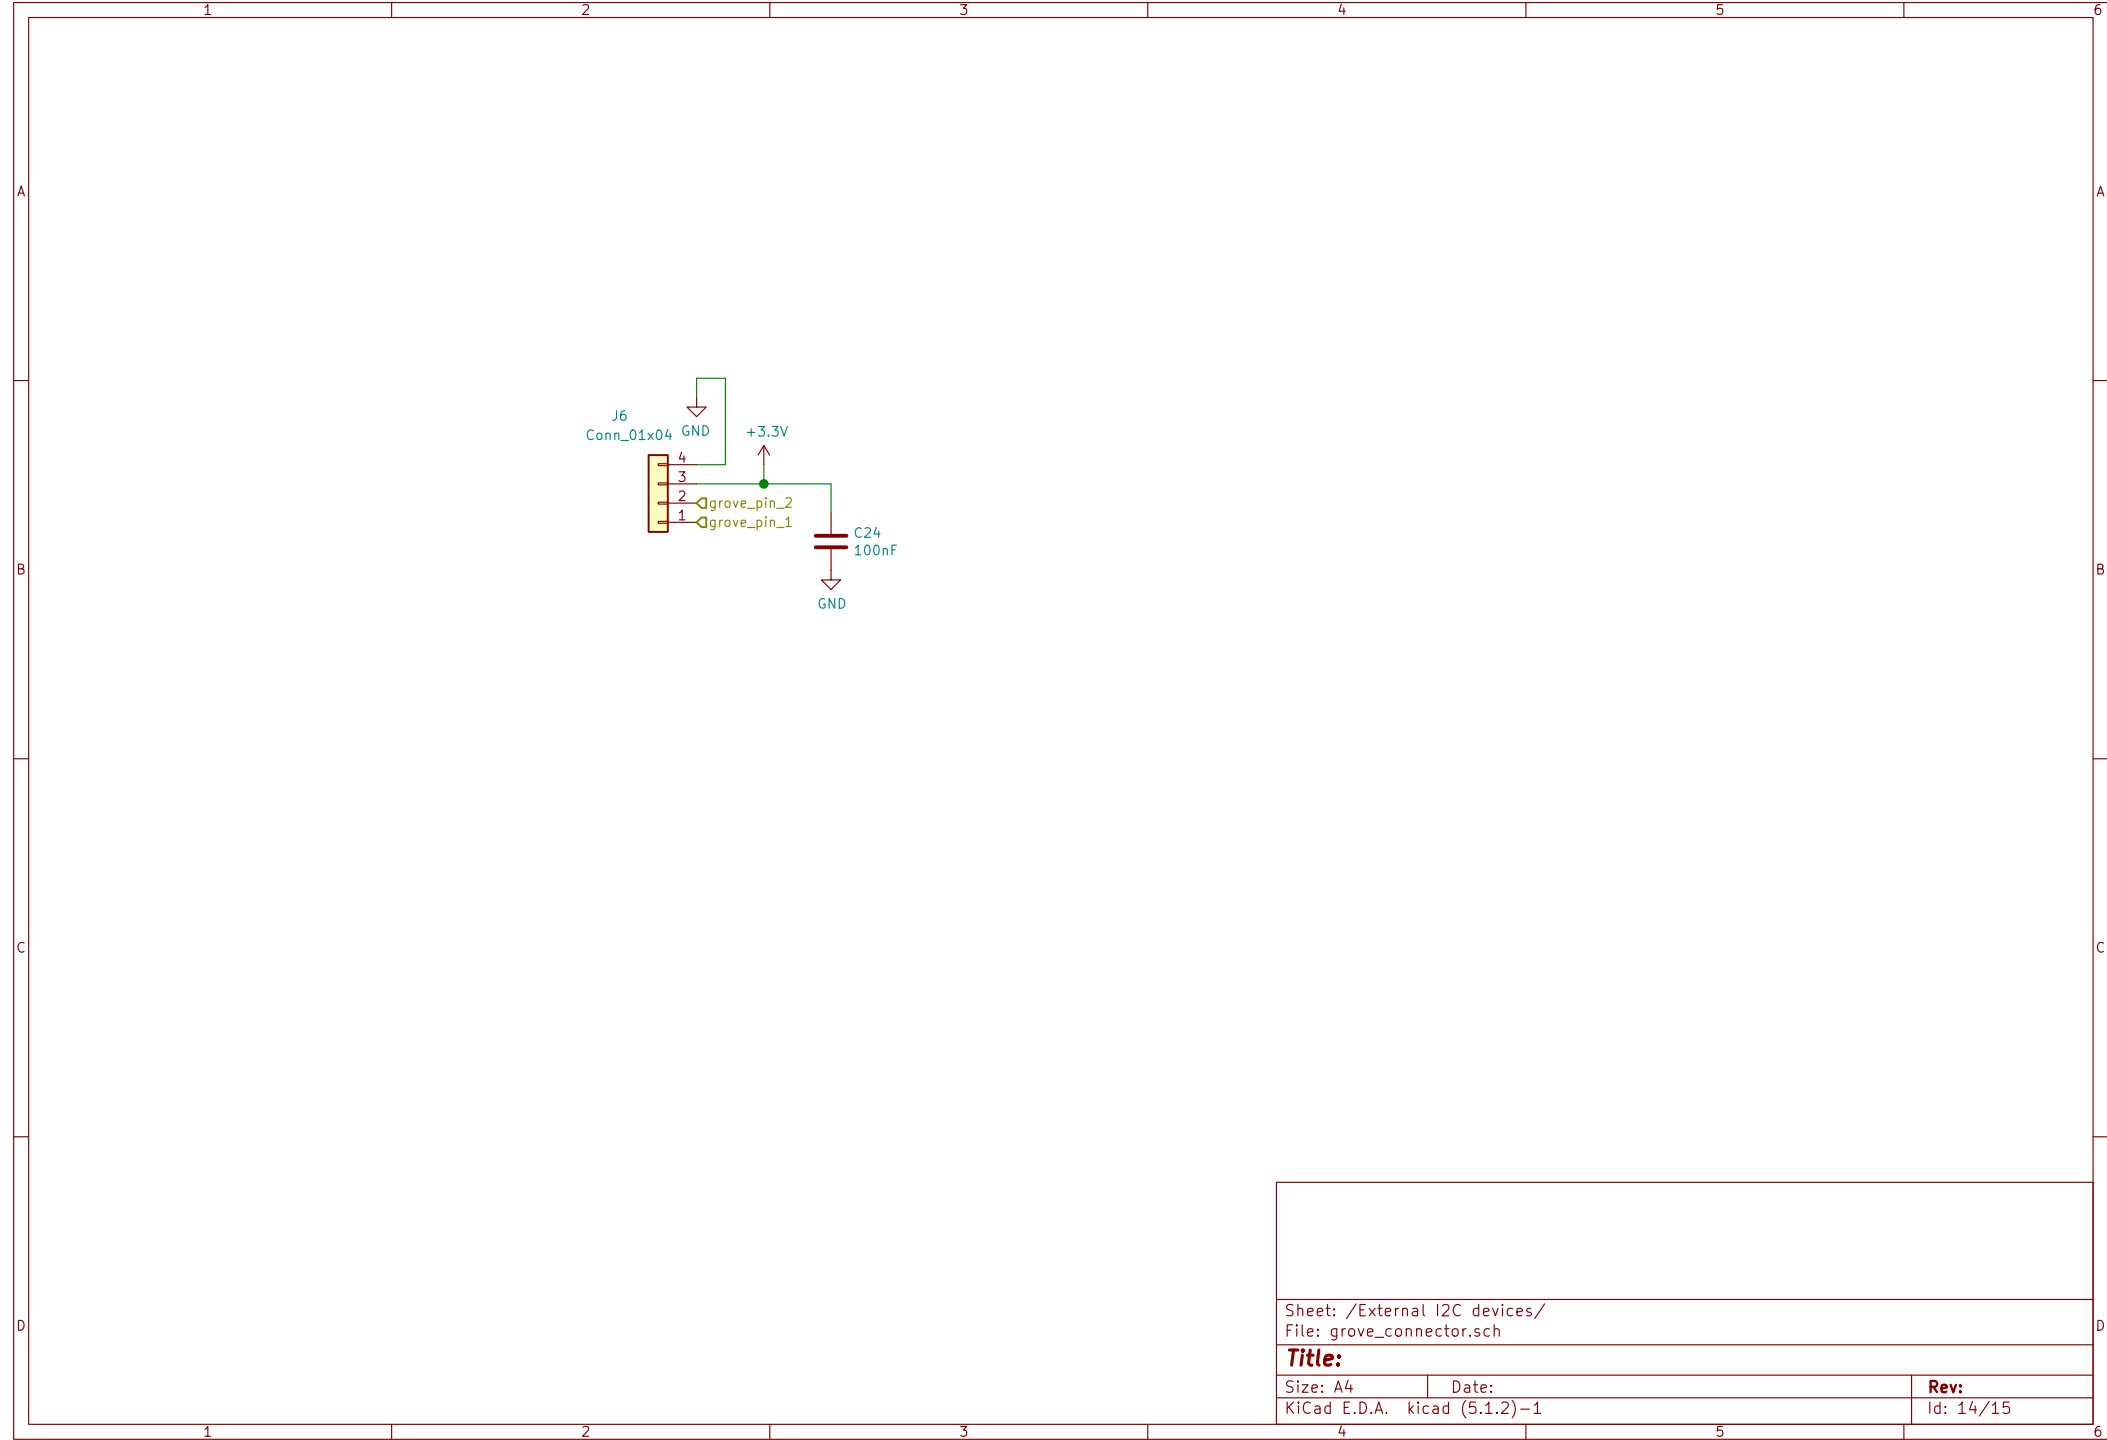 1 2 3 4 5 6
A A
J6
Conn_01x04
GND
+3.3V
4
3
2 grove_pin_2
1 grove_pin_1
C24
100nF
GND
B B
C C
Sheet: /External I2C devices/
File: grove_connector.sch
D D
Title:
Size: A4 Date: Rev:
KiCad E.D.A. kicad (5.1.2)-1 Id: 14/15
1 2 3 4 5 6